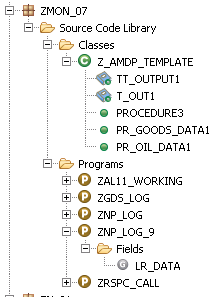 ZMON_07
Source Code Library
Classes
Z_AMDP_TEMPLATE
TT_OUTPUT1
T_OUT1
PROCEDURE3
PR_GOODS_DATA1
PR_OIL_DATA1
Programs
ZAL11_WORKING
ZGDS_LOG
ZNP_LOG
ZNP_LOG_9
Fields
LR_DATA
ZRSPC_CALL